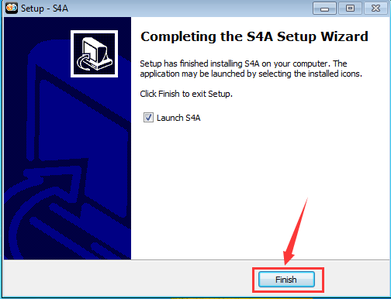 Setup - S4A
Completing the S4A Setup Wizard
Setup has finished installing S4A on your computer. The
application may be launched by selecting the installed icons.
Click Finish to exit Setup.
Launch S4A
Finish